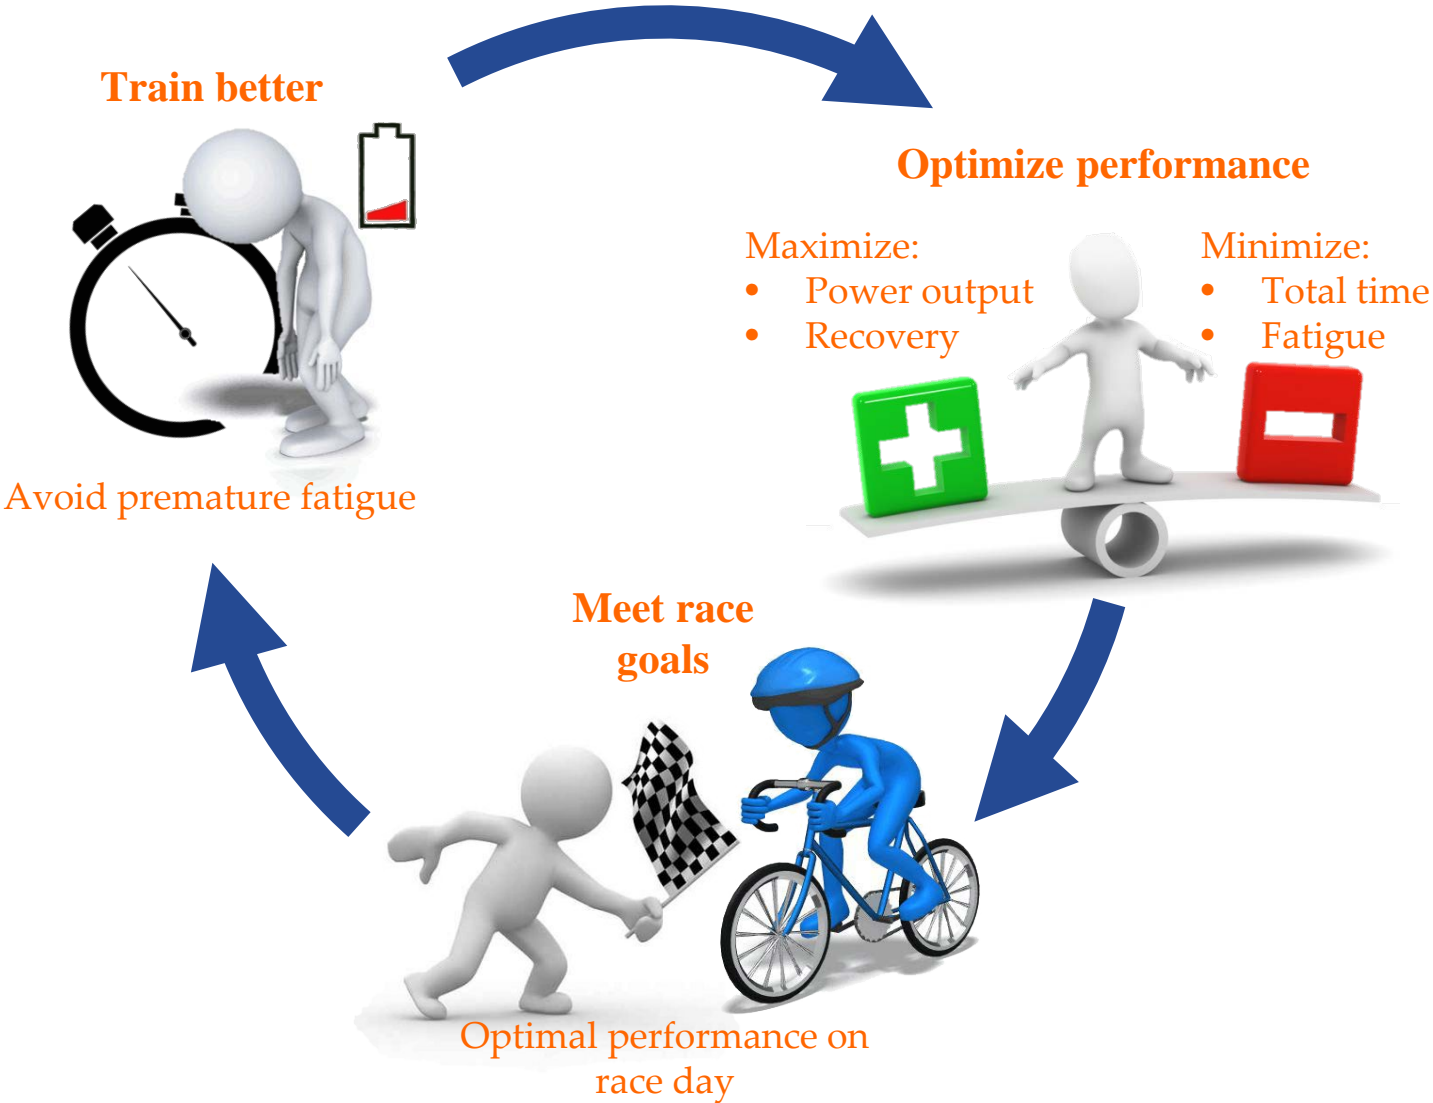 Train better
Avoid premature fatigue
Optimize performance
Maximize:
• Power output
• Recovery
Minimize:
• Total time
• Fatigue
Meet race
goals
Optimal performance on
race day